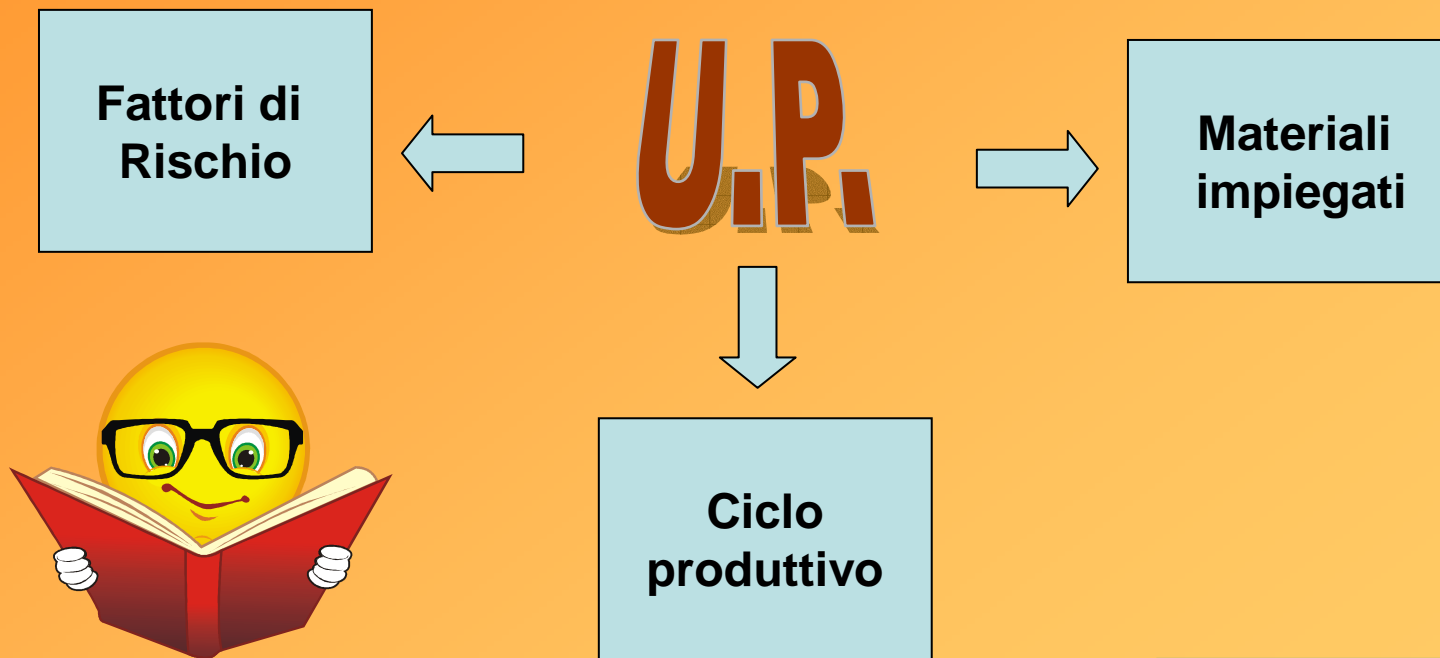 U.P.
Fattori di
Rischio
Materiali
impiegati
Ciclo
produttivo